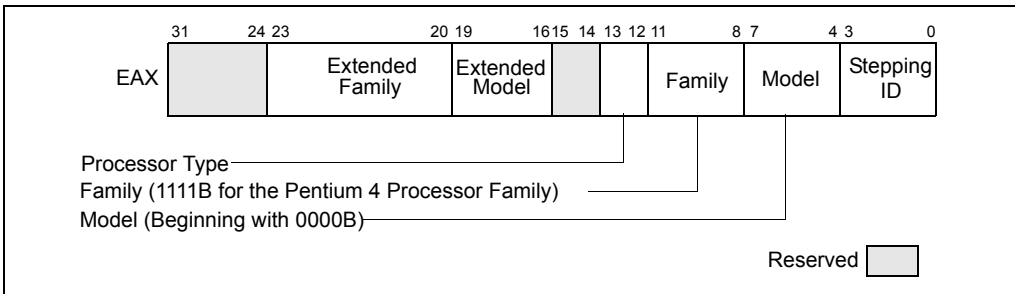 31 24 23 20 19 16 15 14 13 12 11 8 7 4 3 0
EAX
Extended Family
Extended Model
Family
Model
Stepping ID
Processor Type
Family (1111B for the Pentium 4 Processor Family)
Model (Beginning with 0000B)
Reserved